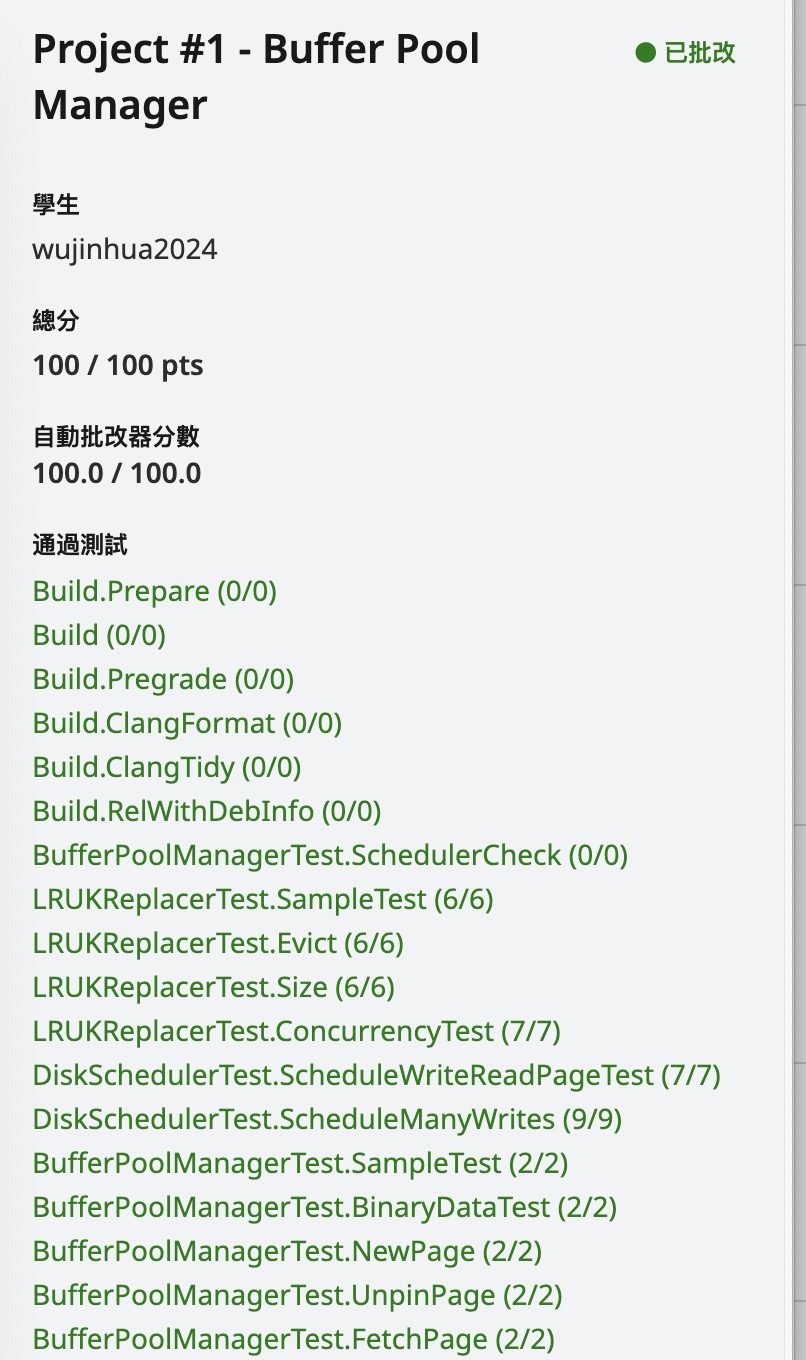 Project #1 - Buffer Pool
Manager
已批改
學生
wujinhua2024
總分
100 / 100 pts
自動批改器分數
100.0 / 100.0
通過測試
Build.Prepare (0/0)
Build (0/0)
Build.Pregrade (0/0)
Build.ClangFormat (0/0)
Build.ClangTidy (0/0)
Build.RelWithDebInfo (0/0)
BufferPoolManagerTest.SchedulerCheck (0/0)
LRUKReplacerTest.SampleTest (6/6)
LRUKReplacerTest.Evict (6/6)
LRUKReplacerTest.Size (6/6)
LRUKReplacerTest.ConcurrencyTest (7/7)
DiskSchedulerTest.ScheduleWriteReadPageTest (7/7)
DiskSchedulerTest.ScheduleManyWrites (9/9)
BufferPoolManagerTest.SampleTest (2/2)
BufferPoolManagerTest.BinaryDataTest (2/2)
BufferPoolManagerTest.NewPage (2/2)
BufferPoolManagerTest.UnpinPage (2/2)
BufferPoolManagerTest.FetchPage (2/2)